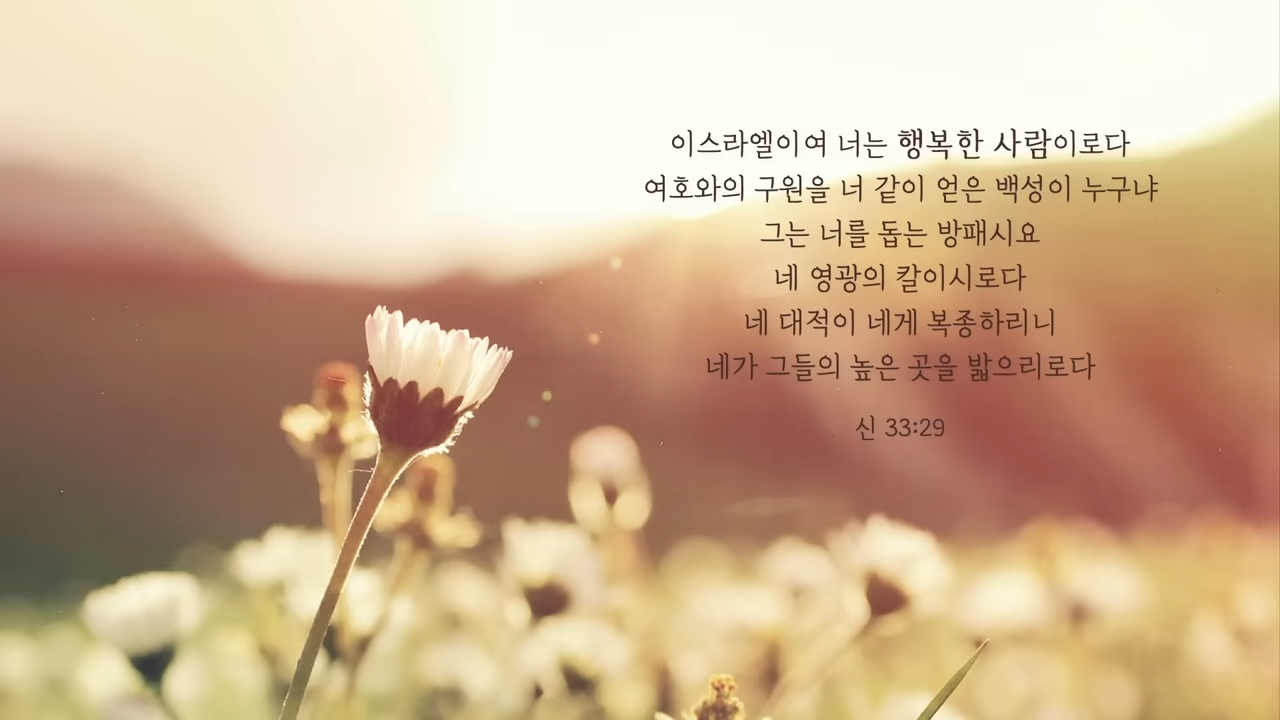 이스라엘이여 너는 행복한 사람이로다
여호와의 구원을 너 같이 얻은 백성이 누구냐
그는 너를 돕는 방패시요
네 영광의 칼이시로다
네 대적이 네게 복종하리니
네가 그들의 높은 곳을 밟으리로다
신 33:29